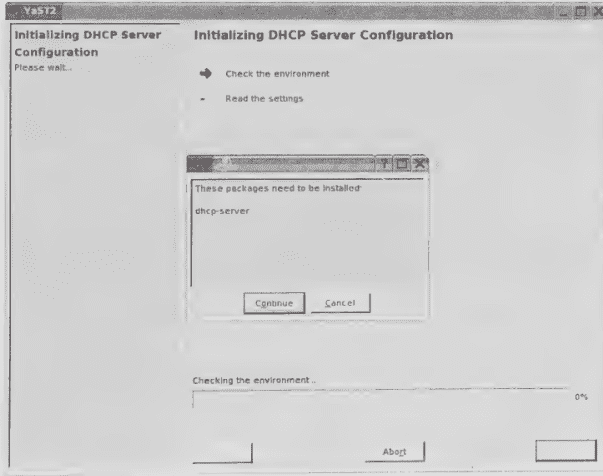 YaST2
Initializing DHCP Server
Configuration
Please wait..
Initializing DHCP Server Configuration
Check the environment
- Read the settings
These packages need to be installed:
dhcp-server
Continue
Cancel
Checking the environment ..
0%
Abort